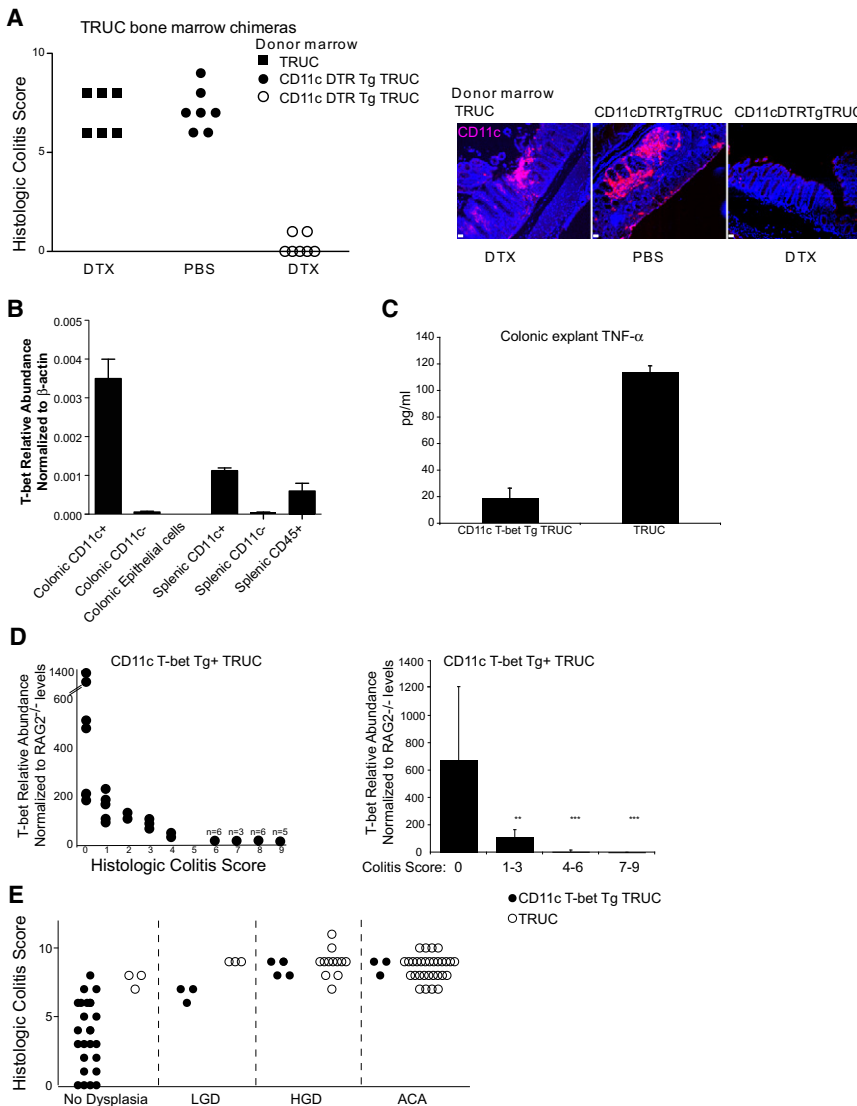 A
TRUC bone marrow chimeras
Donor marrow
TRUC
CD11c DTR Tg TRUC
CD11c DTR Tg TRUC
Histologic Colitis Score
10
5
0
DTX
PBS
DTX
Donor marrow
TRUC
CD11cDTRTgTRUC
CD11cDTRTgTRUC
CD11c
DTX
PBS
DTX
B
T-bet Relative Abundance
Normalized to β-actin
0.005
0.004
0.003
0.002
0.001
0.000
Colonic CD11c+
Colonic CD11c-
Colonic Epithelial cells
Splenic CD11c+
Splenic CD11c-
Splenic CD45+
C
Colonic explant TNF-α
pg/ml
140
120
100
80
60
40
20
0
CD11c T-bet Tg TRUC
TRUC
D
CD11c T-bet Tg+ TRUC
T-bet Relative Abundance
Normalized to RAG2-/- levels
1400
600
400
200
0
n=6
n=3
n=6
n=5
0 1 2 3 4 5 6 7 8 9
Histologic Colitis Score
CD11c T-bet Tg+ TRUC
T-bet Relative Abundance
Normalized to RAG2-/- levels
1400
1200
1000
800
600
400
200
0
**
***
***
Colitis Score: 0 1-3 4-6 7-9
CD11c T-bet Tg TRUC
TRUC
E
Histologic Colitis Score
10
5
0
No Dysplasia
LGD
HGD
ACA